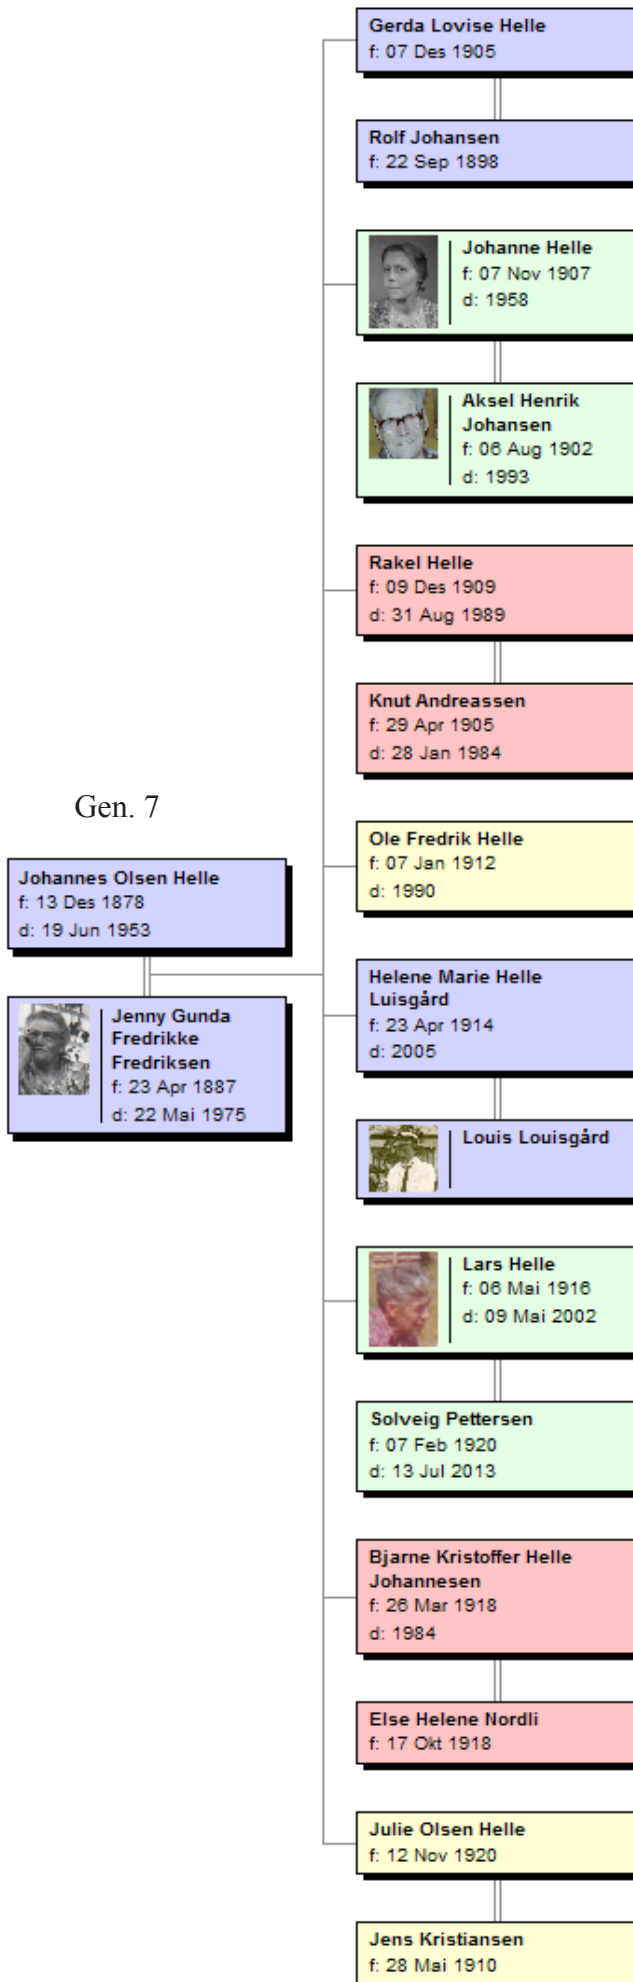 Gerda Lovise Helle
f: 07 Des 1905
Rolf Johansen
f: 22 Sep 1898
Johanne Helle
f: 07 Nov 1907
d: 1958
Aksel Henrik
Johansen
f: 06 Aug 1902
d: 1993
Rakel Helle
f: 09 Des 1909
d: 31 Aug 1989
Knut Andreassen
f: 29 Apr 1905
d: 28 Jan 1984
Gen. 7
Johannes Olsen Helle
f: 13 Des 1878
d: 19 Jun 1953
Jenny Gunda
Fredrikke
Fredriksen
f: 23 Apr 1887
d: 22 Mai 1975
Ole Fredrik Helle
f: 07 Jan 1912
d: 1990
Helene Marie Helle
Luisgård
f: 23 Apr 1914
d: 2005
Louis Louisgård
Lars Helle
f: 06 Mai 1916
d: 09 Mai 2002
Solveig Pettersen
f: 07 Feb 1920
d: 13 Jul 2013
Bjarne Kristoffer Helle
Johannesen
f: 26 Mar 1918
d: 1984
Else Helene Nordli
f: 17 Okt 1918
Julie Olsen Helle
f: 12 Nov 1920
Jens Kristiansen
f: 28 Mai 1910